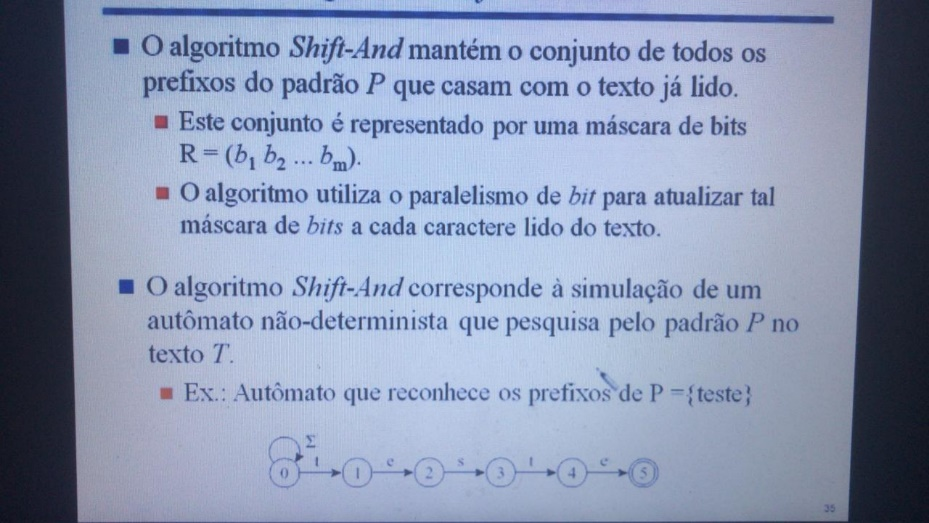 ■ O algoritmo Shift-And mantém o conjunto de todos os
prefixos do padrão P que casam com o texto já lido.
■ Este conjunto é representado por uma máscara de bits
R = (b₁ b₂ ... bₘ).
■ O algoritmo utiliza o paralelismo de bit para atualizar tal
máscara de bits a cada caractere lido do texto.
■ O algoritmo Shift-And corresponde à simulação de um
autômato não-determinista que pesquisa pelo padrão P no
texto T.
■ Ex.: Autômato que reconhece os prefixos de P ={teste}
Σ
0 t 1 e 2 s 3 t 4 e 5
35